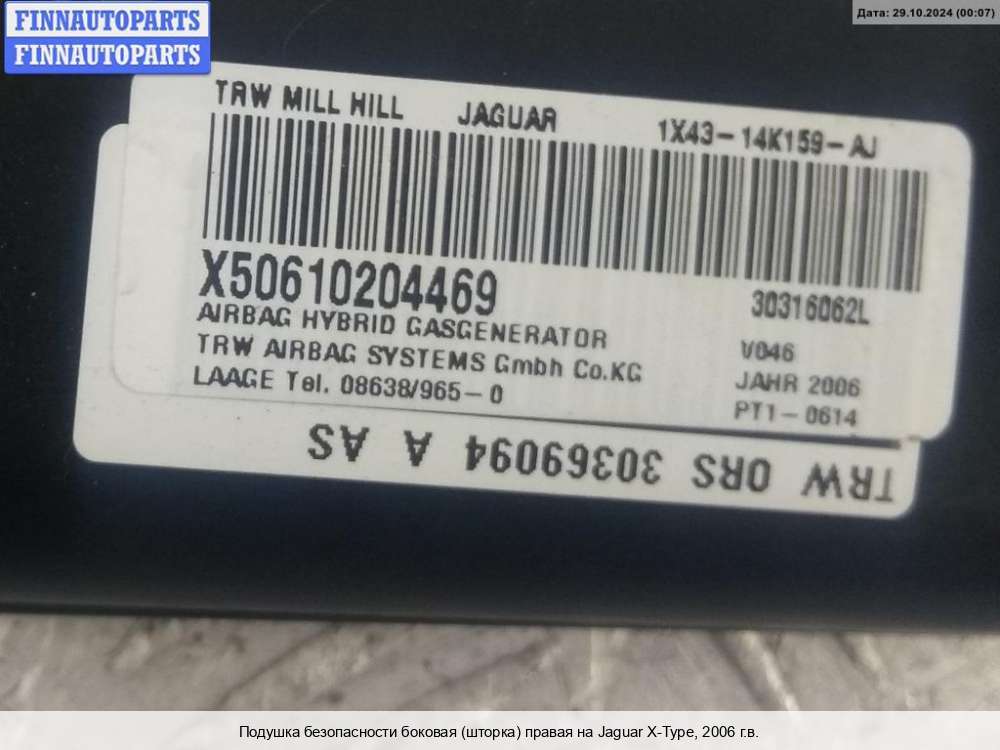 FINNAUTOPARTS
FINNAUTOPARTS
Дата: 29.10.2024 (00:07)
TRW MILL HILL JAGUAR 1X43-14K159-AJ
X50610204469 30316062L
AIRBAG HYBRID GASGENERATOR
TRW AIRBAG SYSTEMS Gmbh Co.KG V046
LAAGE Tel. 08638/965-0 JAHR 2006
PT1-0614
TRW ORS 30369094 A AS
Подушка безопасности боковая (шторка) правая на Jaguar X-Type, 2006 г.в.